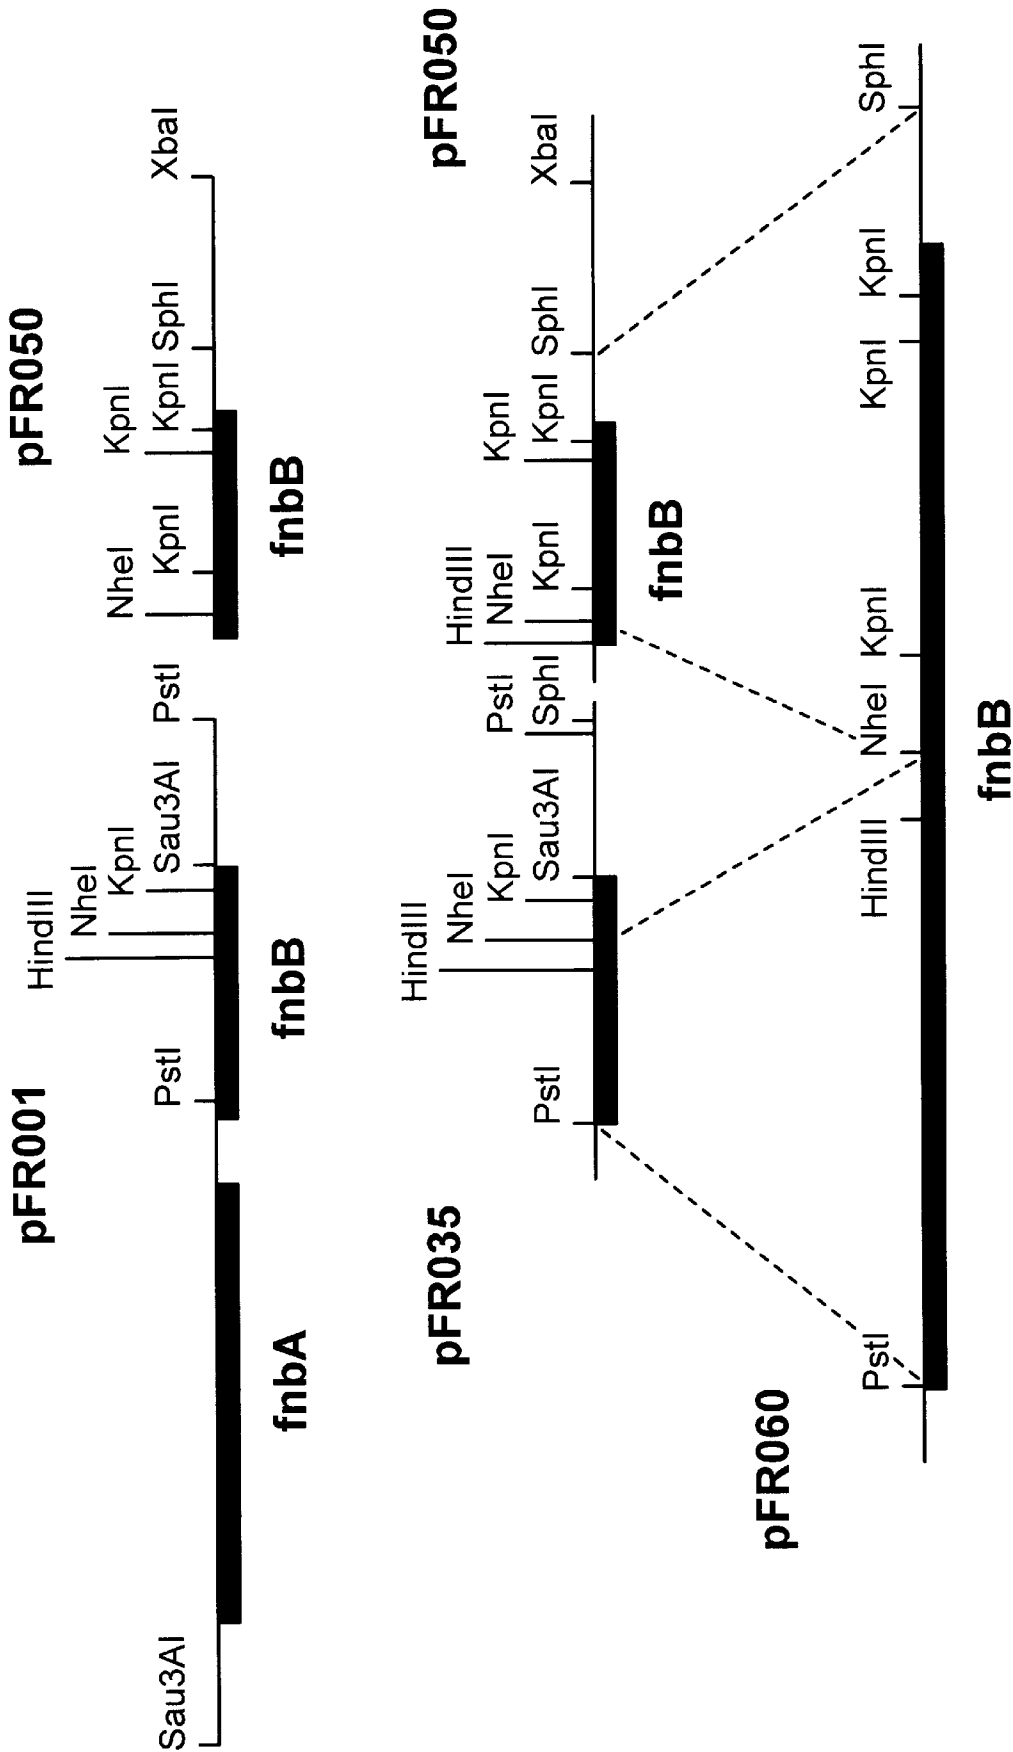 pFR001
pFR050
HindIII
NheI
KpnI
NheI
KpnI
Sau3AI
PstI
Sau3AI
PstI
KpnI
KpnI
SphI
XbaI
fnbA
fnbB
fnbB
pFR035
pFR050
HindIII
NheI
KpnI
PstI
HindIII
NheI
KpnI
PstI
Sau3AI
SphI
KpnI
KpnI
SphI
XbaI
fnbB
pFR060
PstI
HindIII
NheI
KpnI
KpnI
KpnI
SphI
fnbB